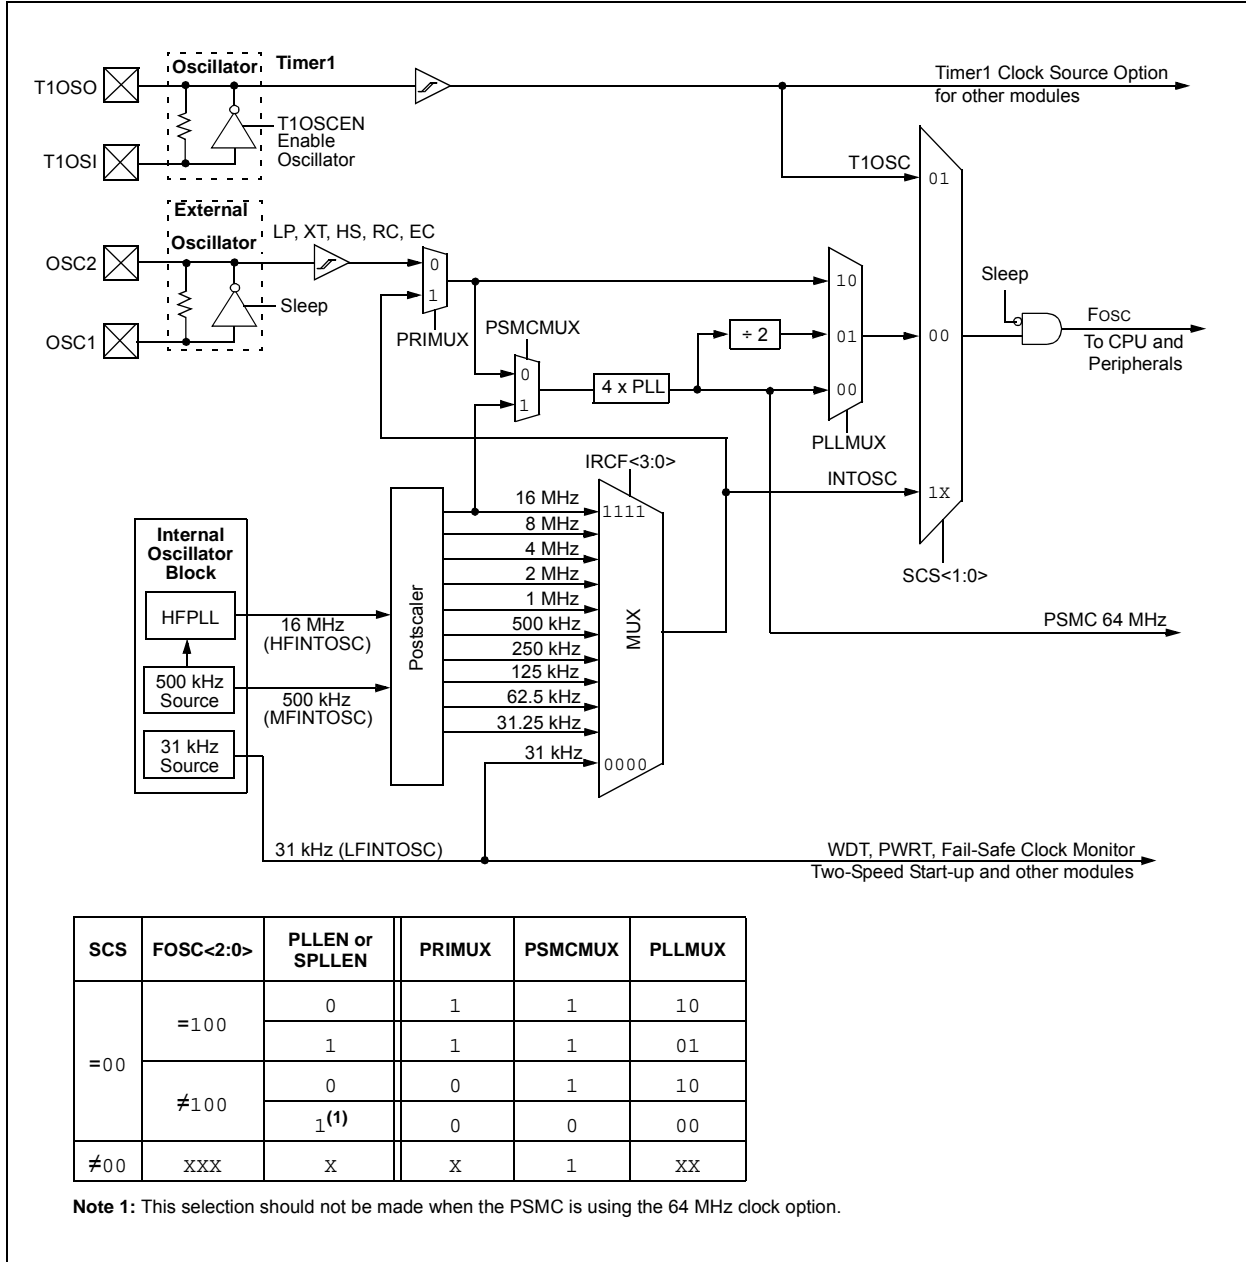 Oscillator Timer1
T1OSO
T1OSCEN
Enable
Oscillator
T1OSI
Timer1 Clock Source Option
for other modules
T1OSC
01
External
Oscillator
LP, XT, HS, RC, EC
OSC2
Sleep
OSC1
0
1
PRIMUX
PSMCMUX
0
1
4 x PLL
÷ 2
10
01
00
PLLMUX
00
Sleep
FOSC
To CPU and
Peripherals
INTOSC
1X
SCS<1:0>
PSMC 64 MHz
IRCF<3:0>
Internal
Oscillator
Block
HFPLL
500 kHz
Source
31 kHz
Source
16 MHz
(HFINTOSC)
500 kHz
(MFINTOSC)
Postscaler
16 MHz
8 MHz
4 MHz
2 MHz
1 MHz
500 kHz
250 kHz
125 kHz
62.5 kHz
31.25 kHz
31 kHz
1111
MUX
0000
31 kHz (LFINTOSC)
WDT, PWRT, Fail-Safe Clock Monitor
Two-Speed Start-up and other modules
SCS FOSC<2:0> PLLEN or SPLLEN PRIMUX PSMCMUX PLLMUX
=00 =100 0 1 1 10
1 1 1 01
≠100 0 0 1 10
1(1) 0 0 00
≠00 XXX X X 1 XX
Note 1: This selection should not be made when the PSMC is using the 64 MHz clock option.